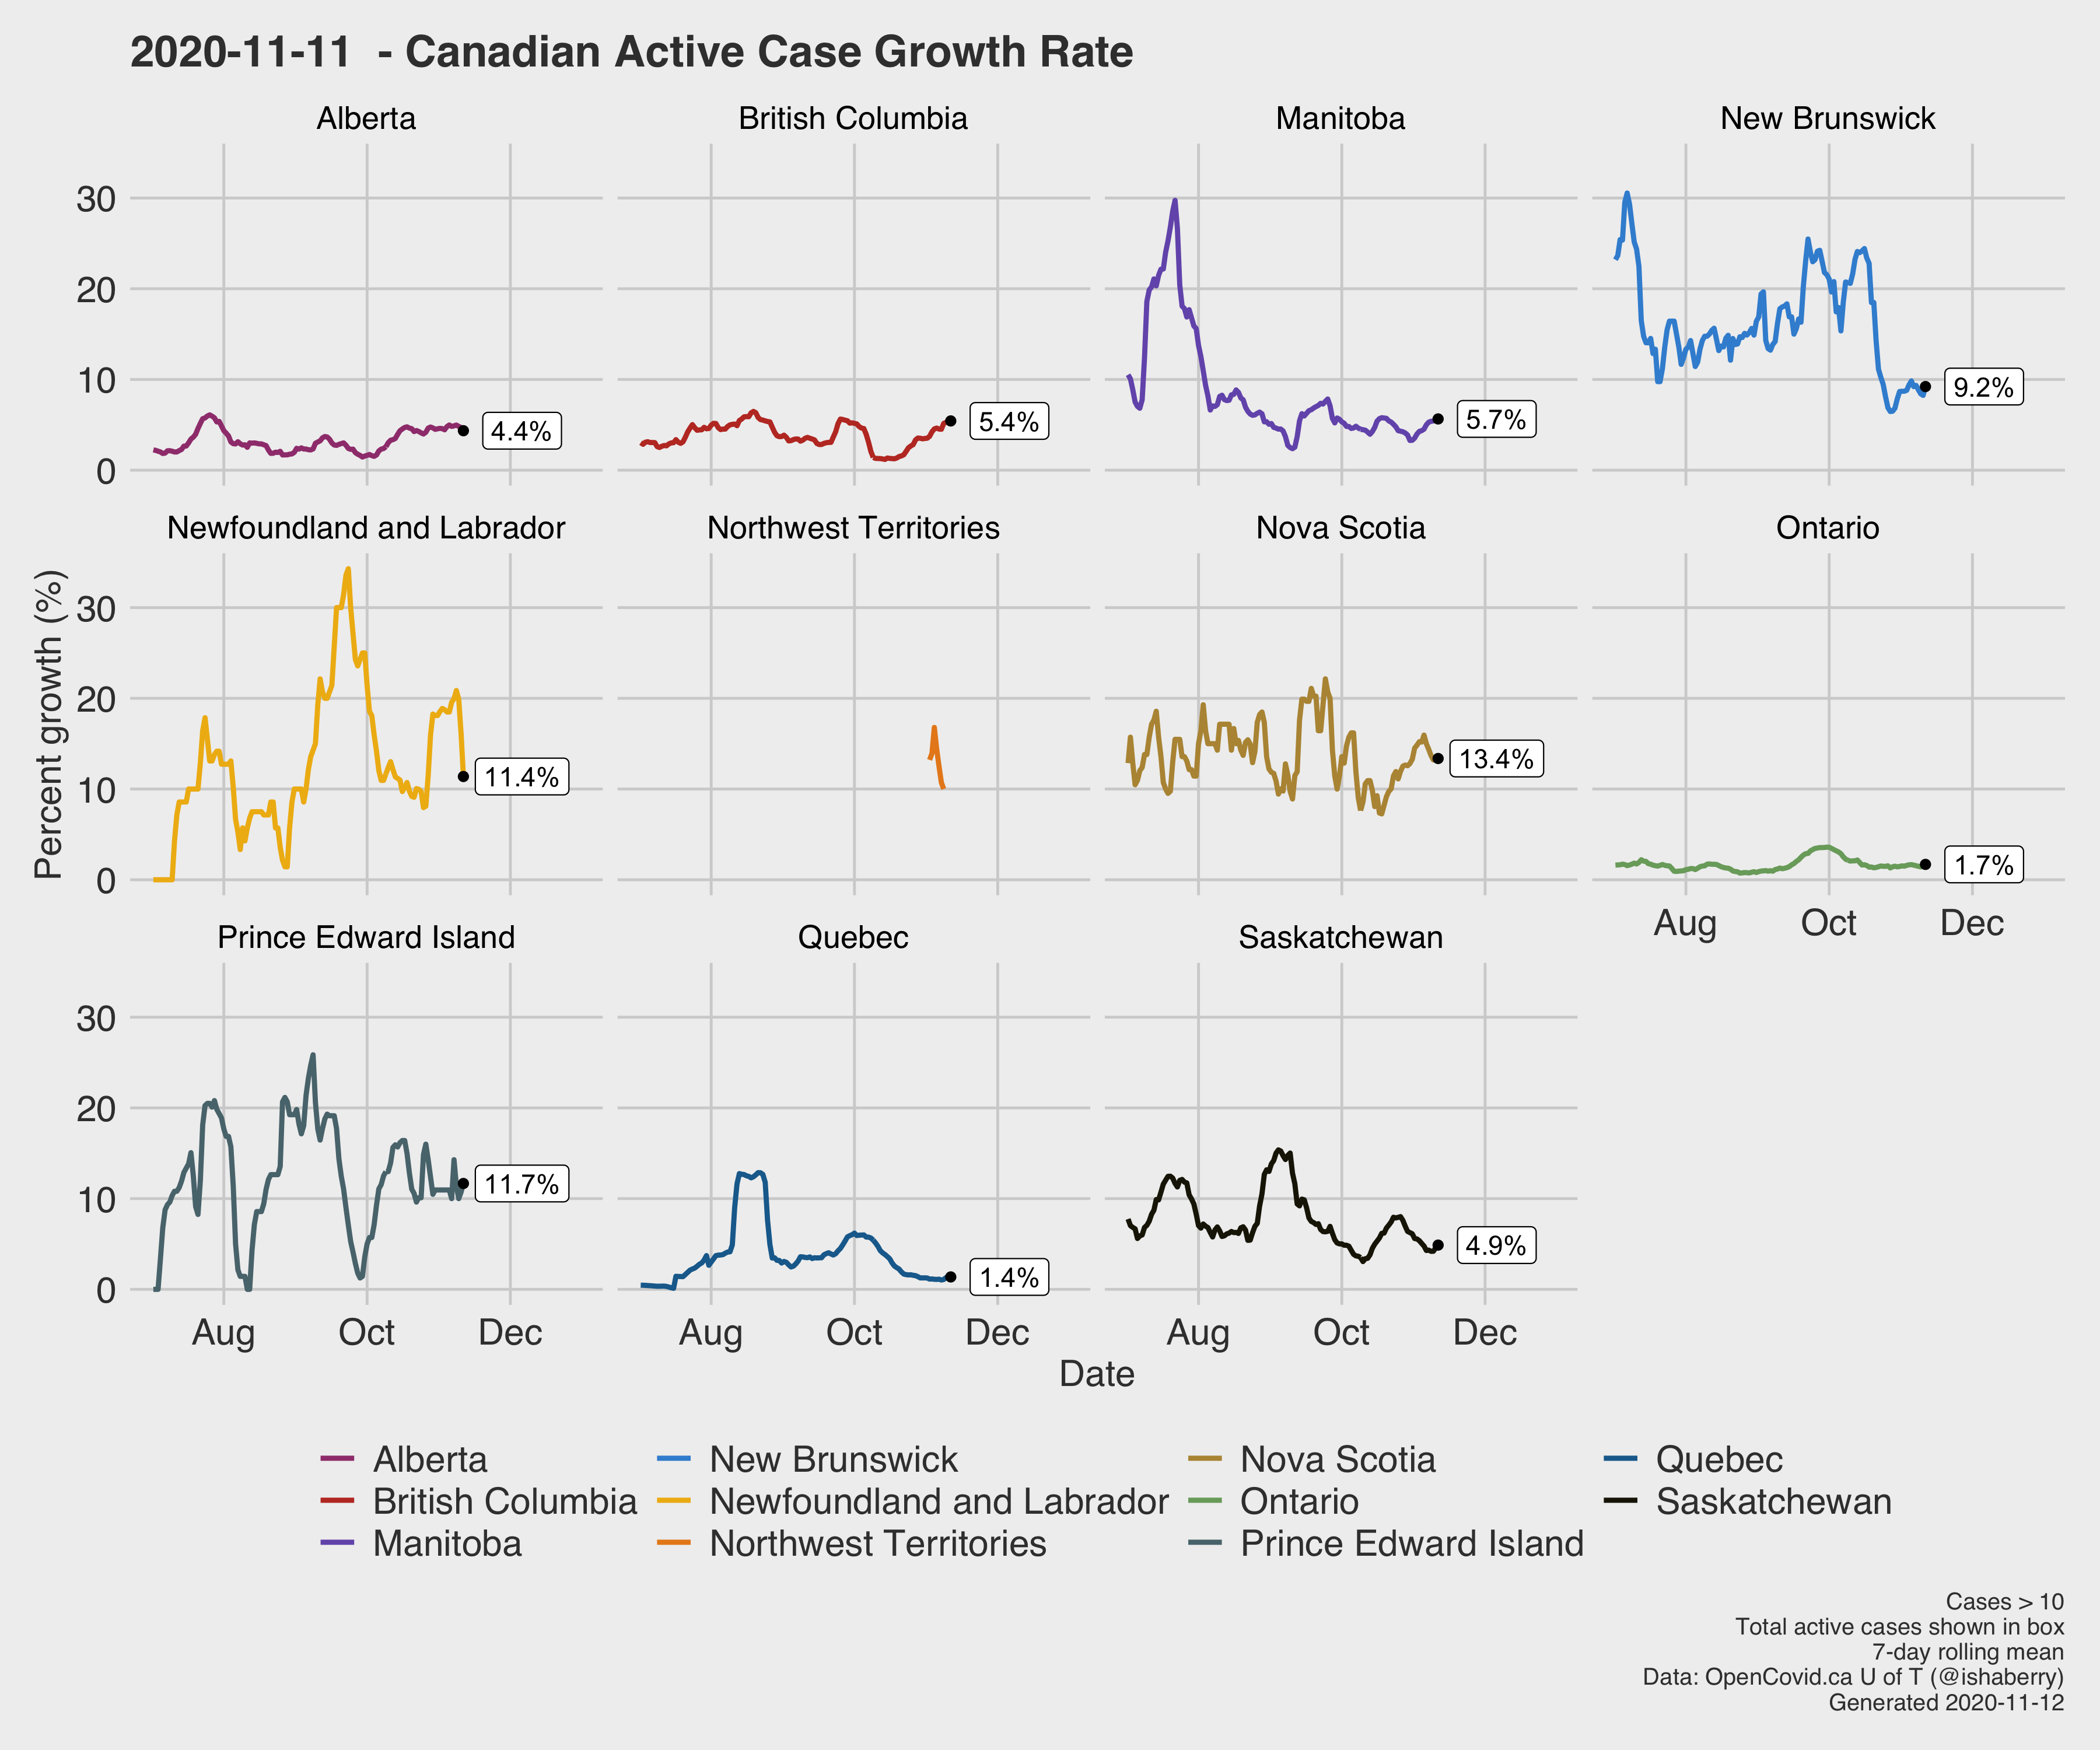 2020-11-11  - Canadian Active Case Growth Rate
Alberta
British Columbia
Manitoba
New Brunswick
30
20
10
0
4.4%
5.4%
5.7%
9.2%
Newfoundland and Labrador
Northwest Territories
Nova Scotia
Ontario
Percent growth (%)
30
20
10
0
11.4%
13.4%
1.7%
Aug Oct Dec
Prince Edward Island
Quebec
Saskatchewan
30
20
10
0
11.7%
1.4%
4.9%
Aug Oct Dec
Aug Oct Dec
Aug Oct Dec
Date
Alberta
British Columbia
Manitoba
New Brunswick
Newfoundland and Labrador
Northwest Territories
Nova Scotia
Ontario
Prince Edward Island
Quebec
Saskatchewan
Cases > 10
Total active cases shown in box
7-day rolling mean
Data: OpenCovid.ca U of T (@ishaberry)
Generated 2020-11-12